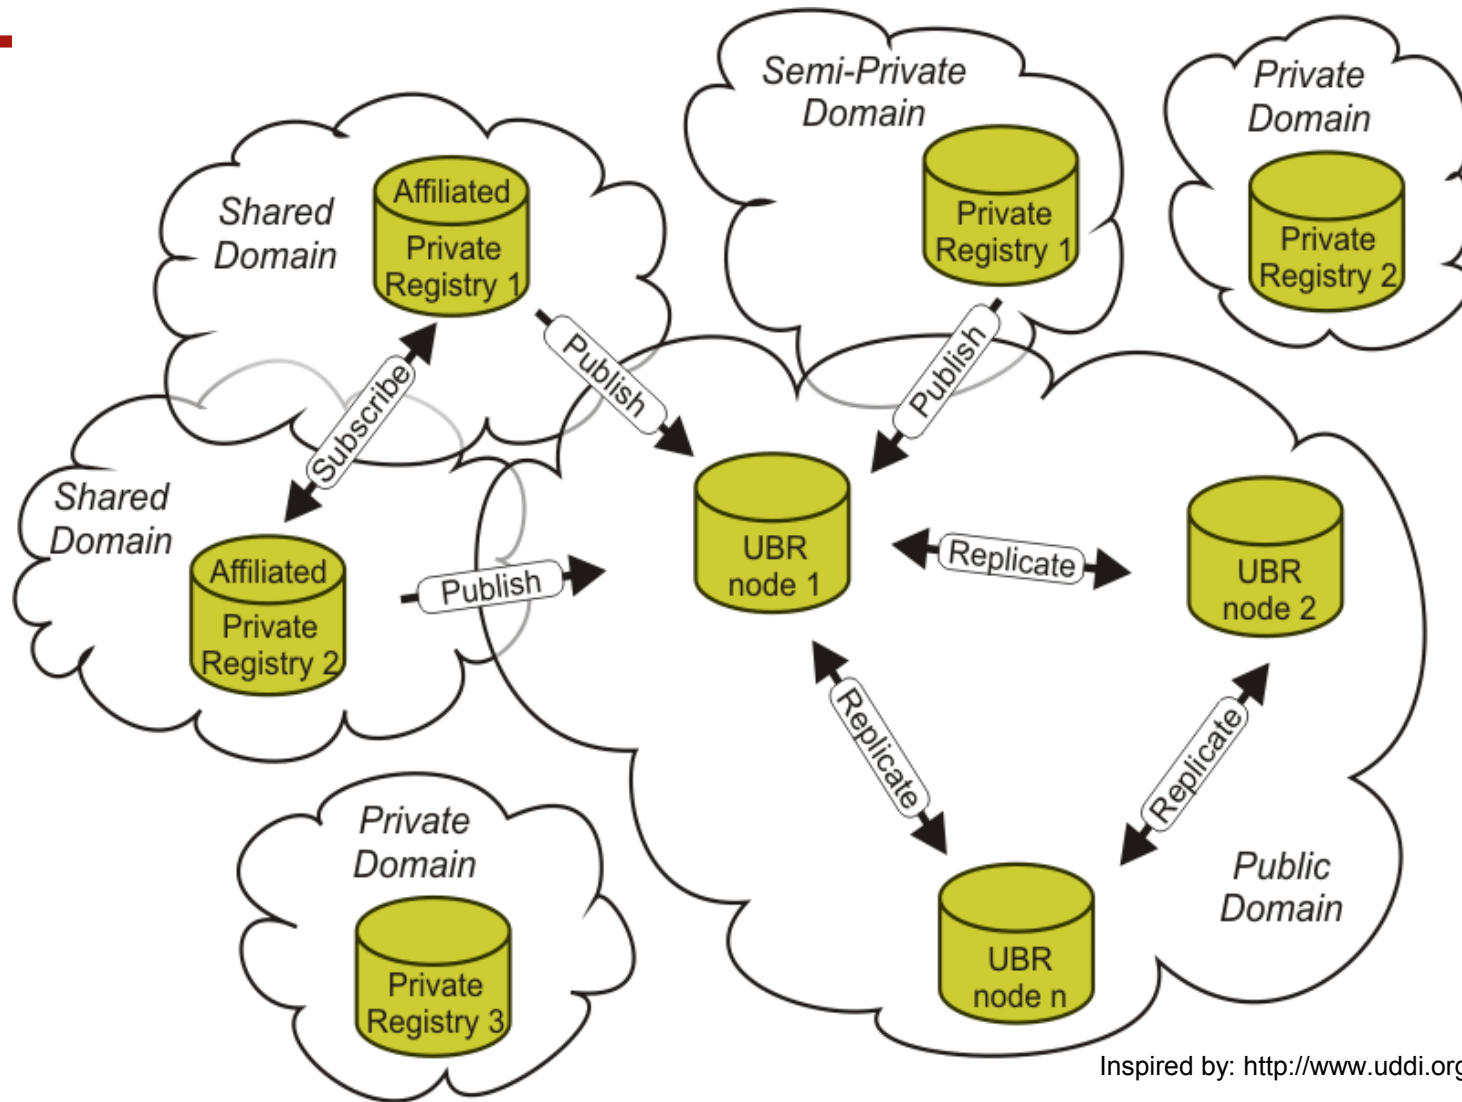 Semi-Private
Domain
Private
Registry 1
Private
Domain
Private
Registry 2
Shared
Domain
Affiliated
Private
Registry 1
Publish
Publish
Subscribe
Shared
Domain
Affiliated
Private
Registry 2
Publish
UBR
node 1
Replicate
UBR
node 2
Replicate
Replicate
UBR
node n
Public
Domain
Private
Domain
Private
Registry 3
Inspired by: http://www.uddi.org